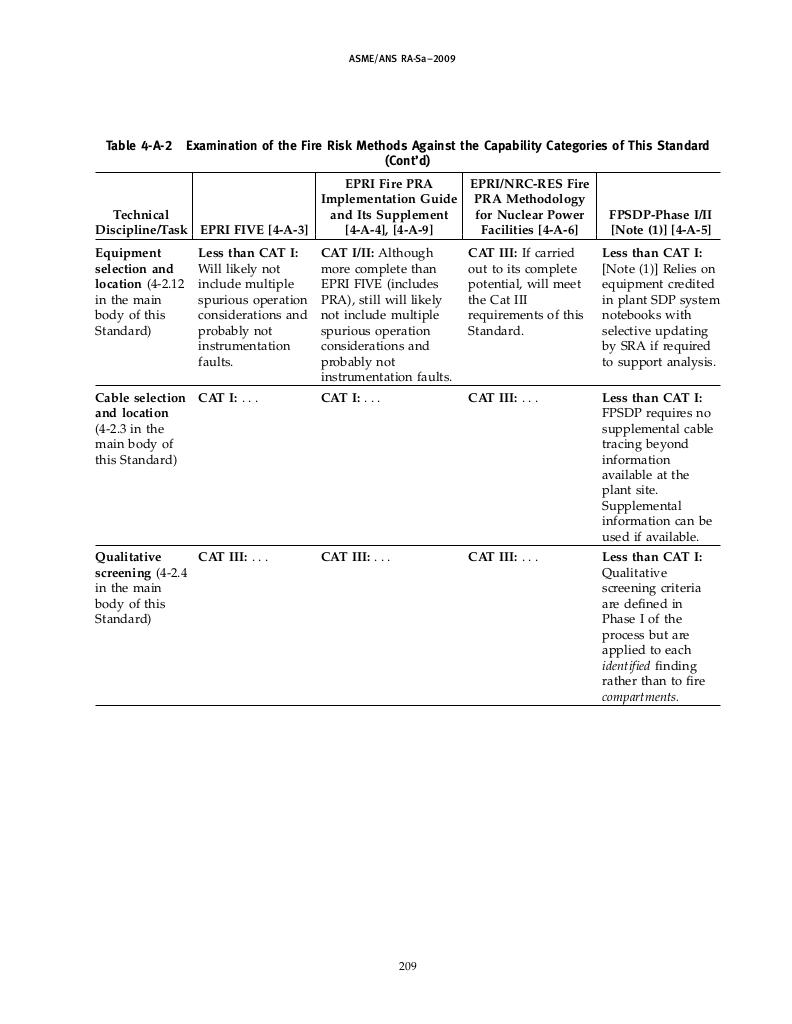 ASME/ANS RA-Sa–2009
Table 4-A-2 Examination of the Fire Risk Methods Against the Capability Categories of This Standard
(Cont'd)
Technical
Discipline/Task
EPRI FIVE [4-A-3]
EPRI Fire PRA
Implementation Guide
and Its Supplement
[4-A-4], [4-A-9]
EPRI/NRC-RES Fire
PRA Methodology
for Nuclear Power
Facilities [4-A-6]
FPSDP-Phase I/II
[Note (1)] [4-A-5]
Equipment
selection and
location (4-2.12
in the main
body of this
Standard)
Less than CAT I:
Will likely not
include multiple
spurious operation
considerations and
probably not
instrumentation
faults.
CAT I/II: Although
more complete than
EPRI FIVE (includes
PRA), still will likely
not include multiple
spurious operation
considerations and
probably not
instrumentation faults.
CAT III: If carried
out to its complete
potential, will meet
the Cat III
requirements of this
Standard.
Less than CAT I:
[Note (1)] Relies on
equipment credited
in plant SDP system
notebooks with
selective updating
by SRA if required
to support analysis.
Cable selection
and location
(4-2.3 in the
main body of
this Standard)
CAT I: . . .
CAT I: . . .
CAT III: . . .
Less than CAT I:
FPSDP requires no
supplemental cable
tracing beyond
information
available at the
plant site.
Supplemental
information can be
used if available.
Qualitative
screening (4-2.4
in the main
body of this
Standard)
CAT III: . . .
CAT III: . . .
CAT III: . . .
Less than CAT I:
Qualitative
screening criteria
are defined in
Phase I of the
process but are
applied to each
identified finding
rather than to fire
compartments.
209